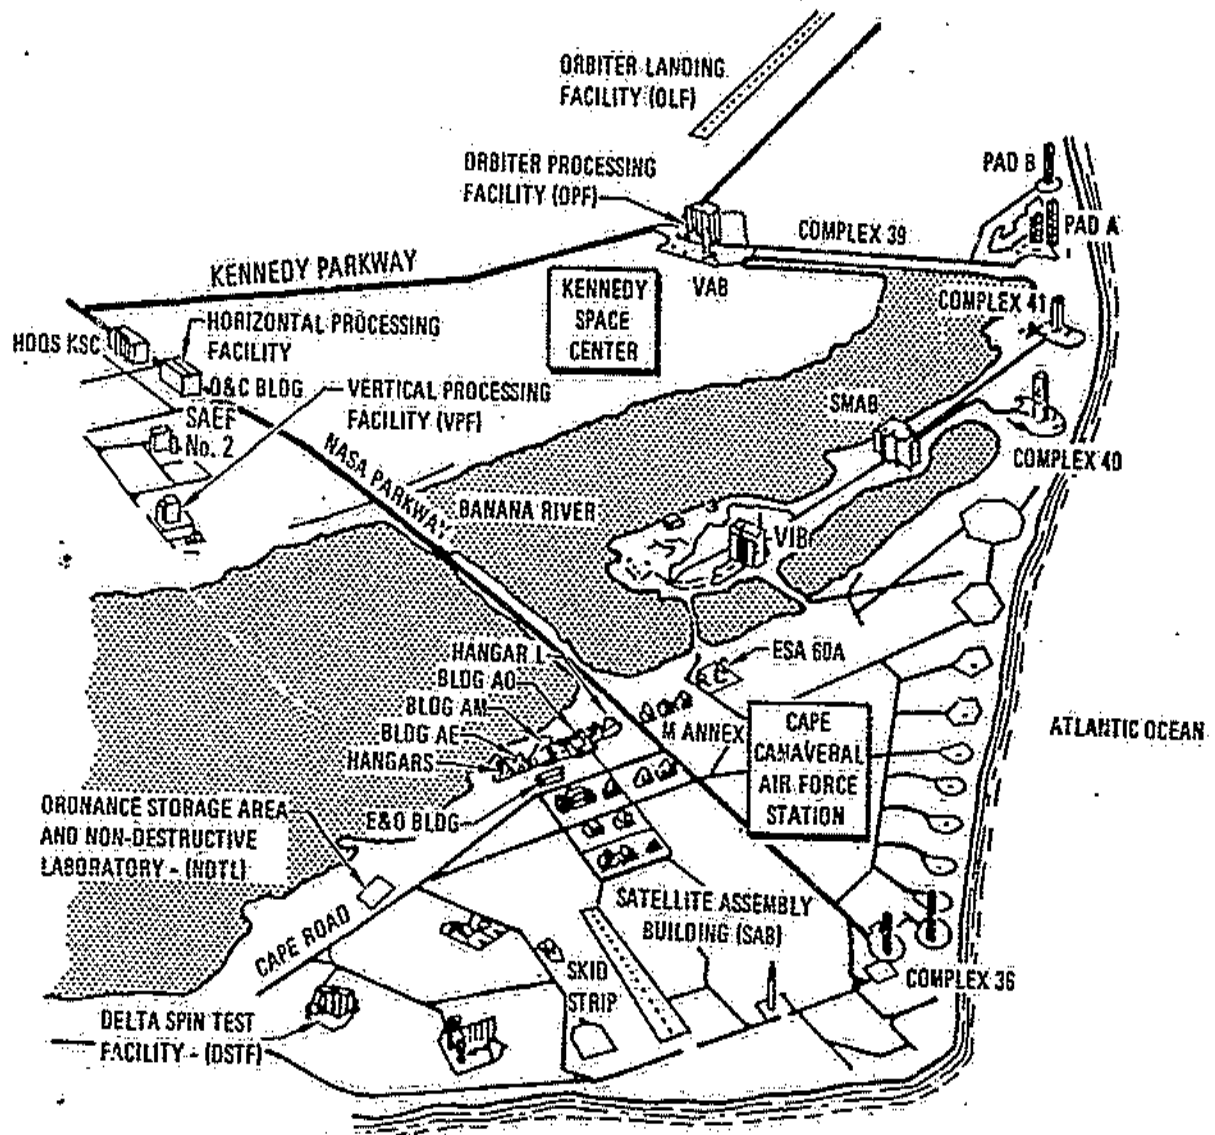 ORBITER LANDING
FACILITY (OLF)
ORBITER PROCESSING
FACILITY (OPF)
PAD B
PAD A
COMPLEX 39
KENNEDY PARKWAY
VAB
KENNEDY
SPACE
CENTER
COMPLEX 41
HDQS KSC
HORIZONTAL PROCESSING
FACILITY
O&C BLDG
VERTICAL PROCESSING
FACILITY (VPF)
SAEF
No. 2
SMAB
COMPLEX 40
NASA PARKWAY
BANANA RIVER
VIB
HANGAR L
BLDG AO
BLDG AM
BLDG AE
HANGARS
ESA 60A
M ANNEX
CAPE
CANAVERAL
AIR FORCE
STATION
ATLANTIC OCEAN
ORDNANCE STORAGE AREA
AND NON-DESTRUCTIVE
LABORATORY - (NDTL)
E&O BLDG
SATELLITE ASSEMBLY
BUILDING (SAB)
CAPE ROAD
SKID
STRIP
COMPLEX 36
DELTA SPIN TEST
FACILITY - (DSTF)